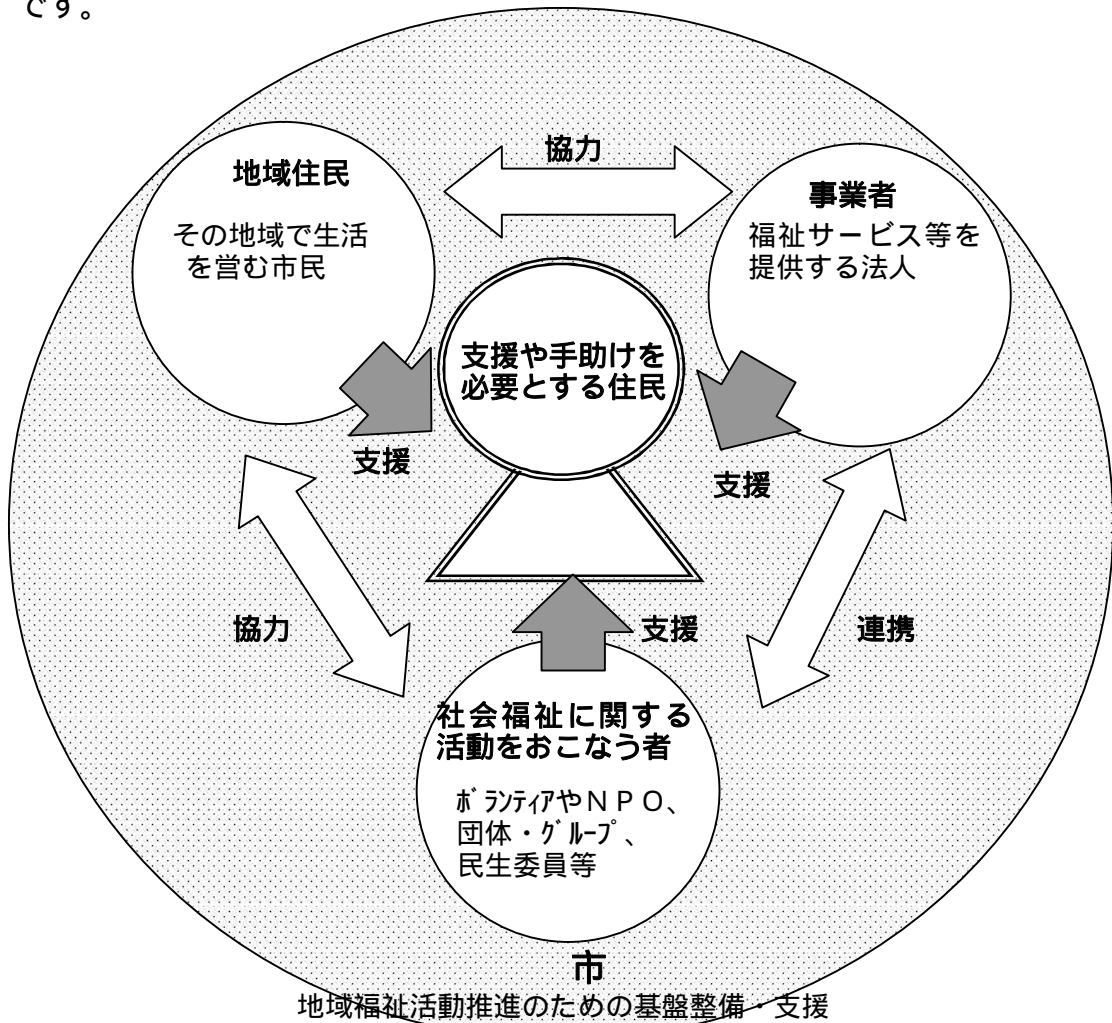 です。
協力
地域住民
その地域で生活
を営む市民
事業者
福祉サービス等を
提供する法人
支援や手助けを
必要とする住民
支援
支援
協力
支援
連携
社会福祉に関する
活動をおこなう者
ボランティアやＮＰＯ、
団体・グループ、
民生委員等
市
地域福祉活動推進のための基盤整備・支援